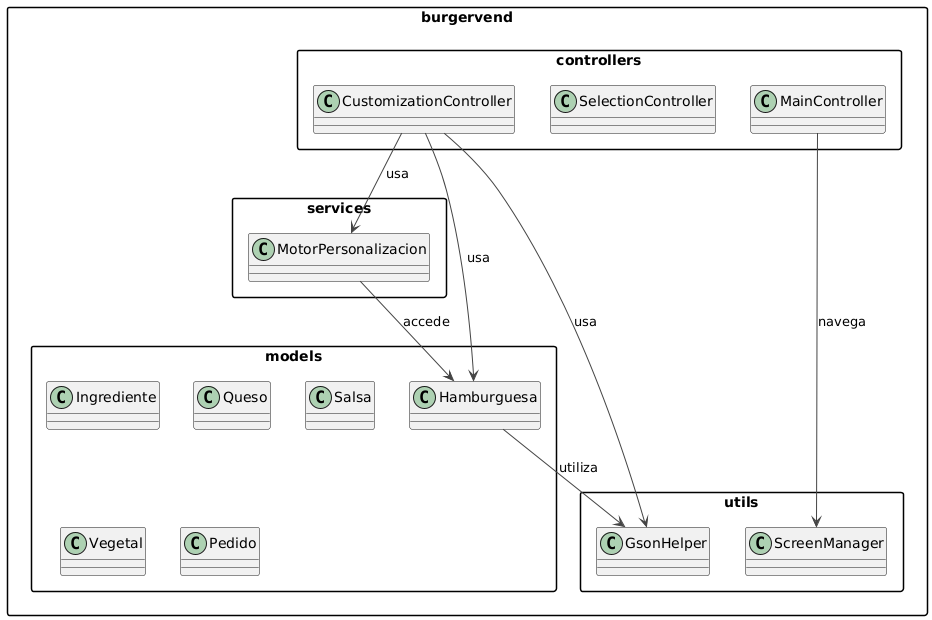 burgervend
controllers
C CustomizationController
C SelectionController
C MainController
usa
services
C MotorPersonalizacion
usa
accede
usa
navega
models
C Ingrediente
C Queso
C Salsa
C Hamburguesa
utiliza
utils
C Vegetal
C Pedido
C GsonHelper
C ScreenManager